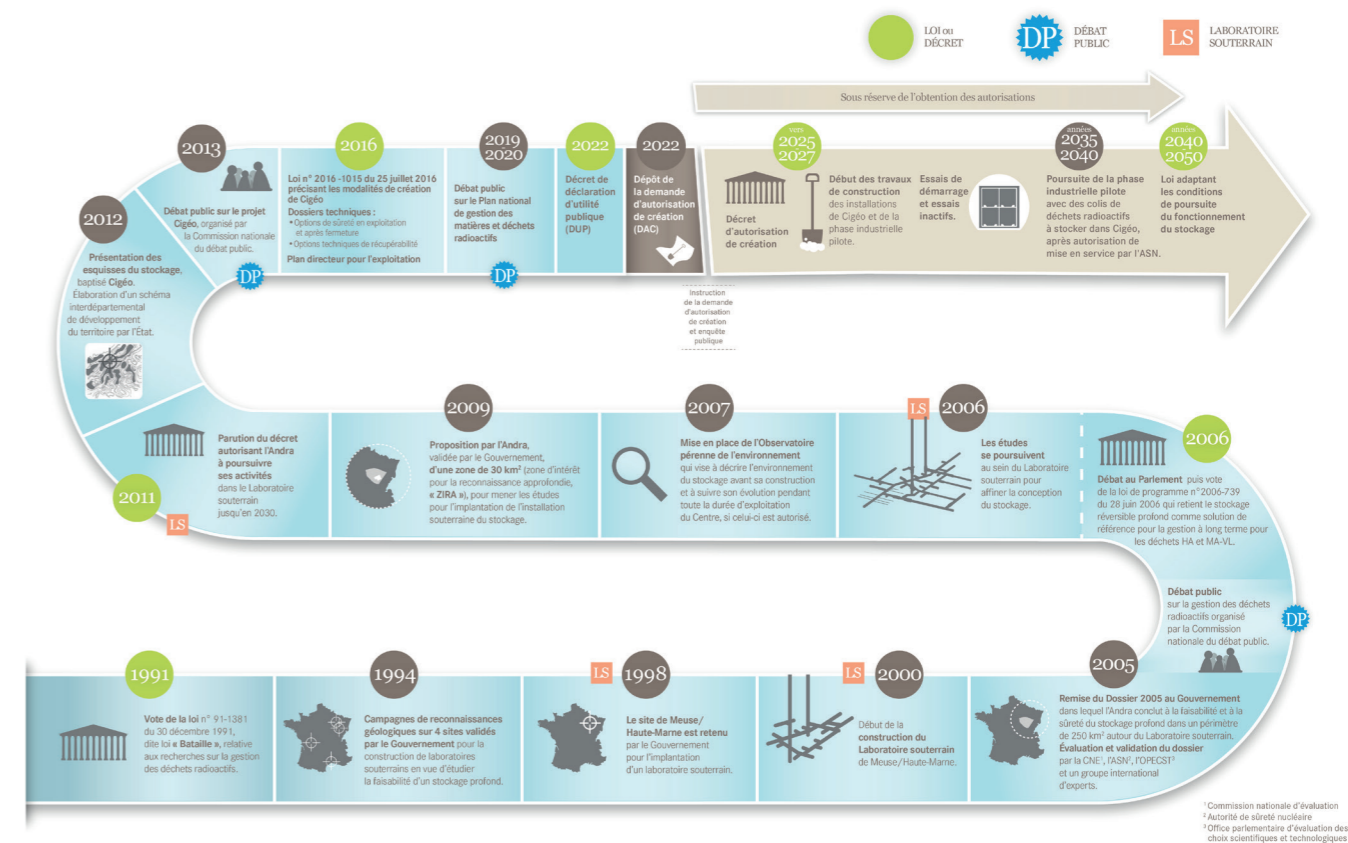 LOI ou
DÉCRET
DP
DÉBAT
PUBLIC
LS
LABORATOIRE
SOUTERRAIN
Sous réserve de l'obtention des autorisations
2013
Débat public sur le projet
Cigéo, organisé par
la Commission nationale
du débat public.
DP
2016
Loi n° 2016 -1015 du 25 juillet 2016
précisant les modalités de création
de Cigéo
Dossiers techniques :
• Options de sûreté en exploitation
et après fermeture
• Options techniques de récupérabilité
Plan directeur pour l'exploitation
2019
2020
Débat public
sur le Plan national
de gestion des
matières et déchets
radioactifs
DP
2022
Décret de
déclaration
d'utilité
publique
(DUP)
2022
Dépôt de
la demande
d'autorisation
de création
(DAC)
Instruction
de la demande
d'autorisation
de création
et enquête
publique
vers
2025
2027
Décret
d'autorisation
de création
Début des travaux
de construction
des installations
de Cigéo et de la
phase industrielle
pilote.
Essais de
démarrage
et essais
inactifs.
années
2035
2040
Poursuite de la phase
industrielle pilote
avec des colis de
déchets radioactifs
à stocker dans Cigéo,
après autorisation de
mise en service par l'ASN.
années
2040
2050
Loi adaptant
les conditions
de poursuite
du fonctionnement
du stockage
2012
Présentation des
esquisses du stockage,
baptisé Cigéo.
Élaboration d'un schéma
interdépartemental
de développement
du territoire par l'État.
2011
LS
Parution du décret
autorisant l'Andra
à poursuivre
ses activités
dans le Laboratoire
souterrain
jusqu'en 2030.
2009
Proposition par l'Andra,
validée par le Gouvernement,
d'une zone de 30 km² (zone d'intérêt
pour la reconnaissance approfondie,
« ZIRA »), pour mener les études
pour l'implantation de l'installation
souterraine du stockage.
2007
Mise en place de l'Observatoire
pérenne de l'environnement
qui vise à décrire l'environnement
du stockage avant sa construction
et à suivre son évolution pendant
toute la durée d'exploitation
du Centre, si celui-ci est autorisé.
LS
2006
Les études
se poursuivent
au sein du Laboratoire
souterrain pour
affiner la conception
du stockage.
2006
Débat au Parlement puis vote
de la loi de programme n°2006-739
du 28 juin 2006 qui retient le stockage
réversible profond comme solution de
référence pour la gestion à long terme pour
les déchets HA et MA-VL.
Débat public
sur la gestion des déchets
radioactifs organisé
par la Commission
nationale du débat public.
DP
1991
Vote de la loi n° 91-1381
du 30 décembre 1991,
dite loi « Bataille », relative
aux recherches sur la gestion
des déchets radioactifs.
1994
Campagnes de reconnaissances
géologiques sur 4 sites validés
par le Gouvernement pour la
construction de laboratoires
souterrains en vue d'étudier
la faisabilité d'un stockage profond.
LS
1998
Le site de Meuse/
Haute-Marne est retenu
par le Gouvernement
pour l'implantation
d'un laboratoire souterrain.
LS
2000
Début de la
construction du
Laboratoire souterrain
de Meuse/Haute-Marne.
2005
Remise du Dossier 2005 au Gouvernement
dans lequel l'Andra conclut à la faisabilité et à la
sûreté du stockage profond dans un périmètre
de 250 km² autour du Laboratoire souterrain.
Évaluation et validation du dossier
par la CNE¹, l'ASN², l'OPECST³
et un groupe international
d'experts.
¹ Commission nationale d'évaluation
² Autorité de sûreté nucléaire
³ Office parlementaire d'évaluation des
choix scientifiques et technologiques